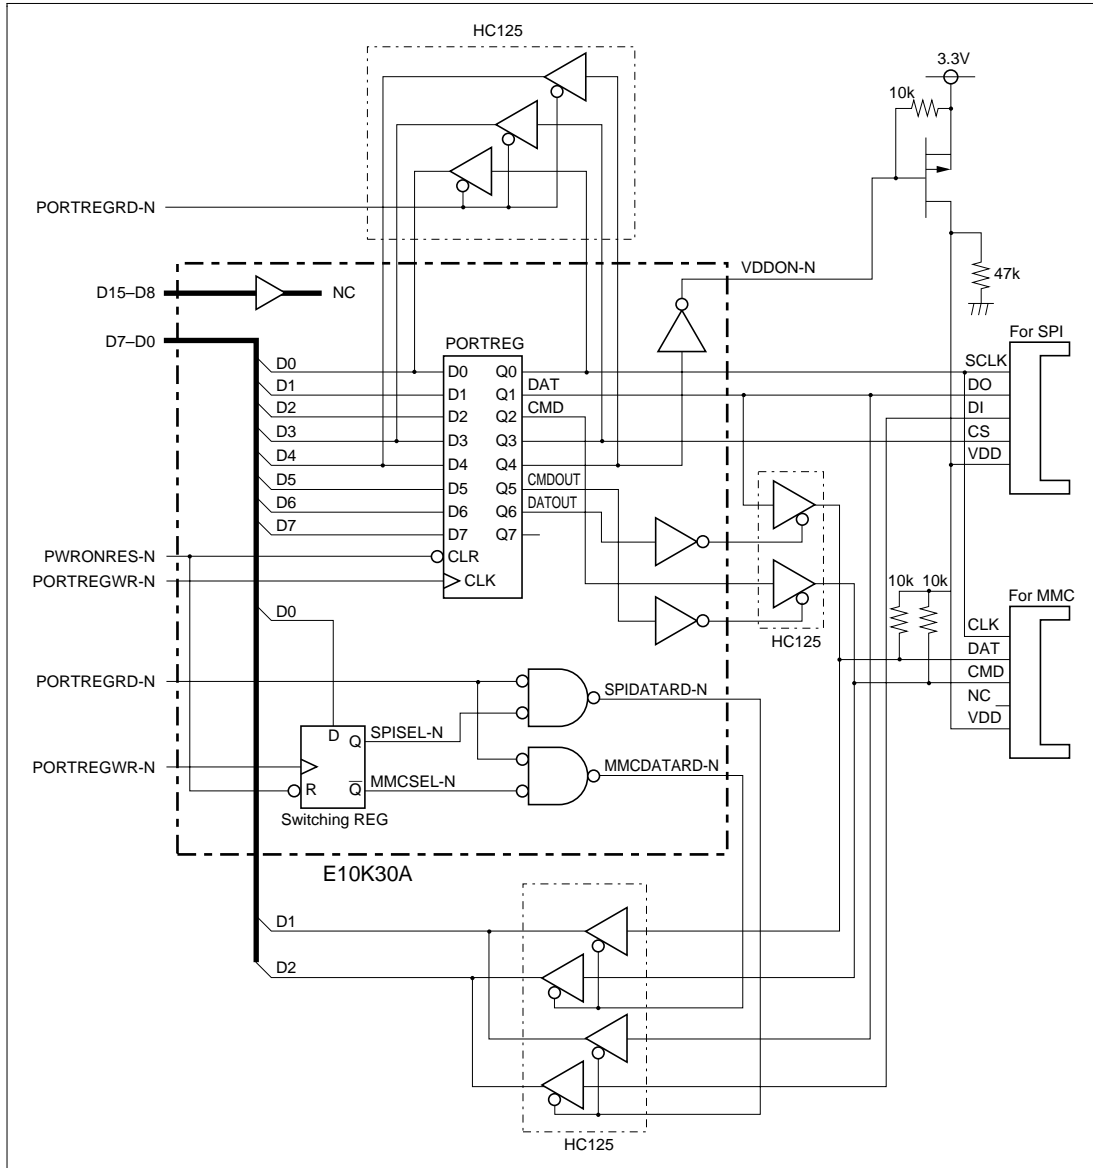 HC125
3.3V
10k
PORTREGRD-N
VDDON-N
47k
D15–D8
NC
D7–D0
For SPI
PORTREG
SCLK
D0
D0
Q0
DAT
DO
D1
D1
Q1
CMD
DI
D2
D2
Q2
CS
D3
D3
Q3
VDD
D4
D4
Q4
D5
D5
Q5
CMDOUT
D6
D6
Q6
DATOUT
D7
D7
Q7
PWRONRES-N
CLR
PORTREGWR-N
CLK
10k
10k
For MMC
D0
HC125
CLK
DAT
CMD
NC
VDD
PORTREGRD-N
SPIDATARD-N
D
Q
SPISEL-N
PORTREGWR-N
MMCDATARD-N
R
Q̅
MMCSEL-N
Switching REG
E10K30A
D1
D2
HC125